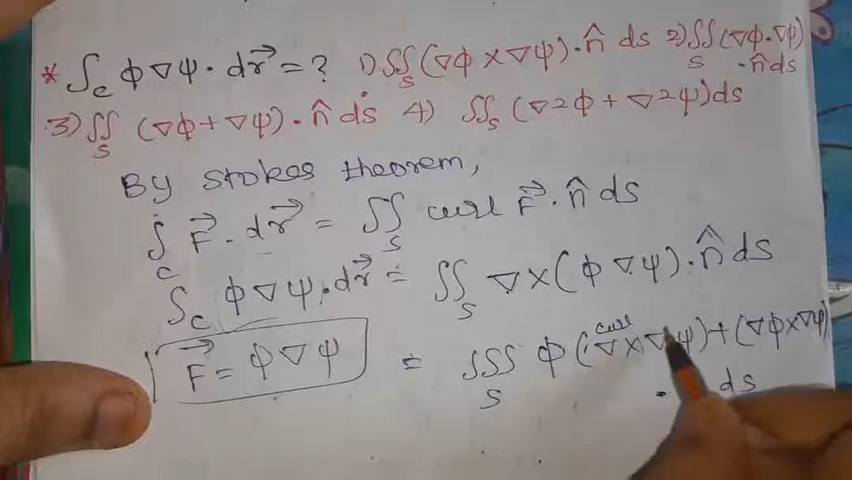 * ∫c φ∇ψ · dr⃗ = ? 1) ∬s (∇φ × ∇ψ) · n̂ ds 2) ∬s (∇φ · ∇ψ) · n̂ ds
3) ∬s (∇φ + ∇ψ) · n̂ ds 4) ∬s (∇2φ + ∇2ψ) ds
By stokes theorem,
∫c F⃗ · dr⃗ = ∬s curl F⃗ · n̂ ds
∫c φ∇ψ · dr⃗ = ∬s ∇ × (φ ∇ψ) · n̂ ds
F⃗ = φ∇ψ = ∭s φ (curl ∇ × ∇ψ) + (∇φ × ∇ψ)
· ds